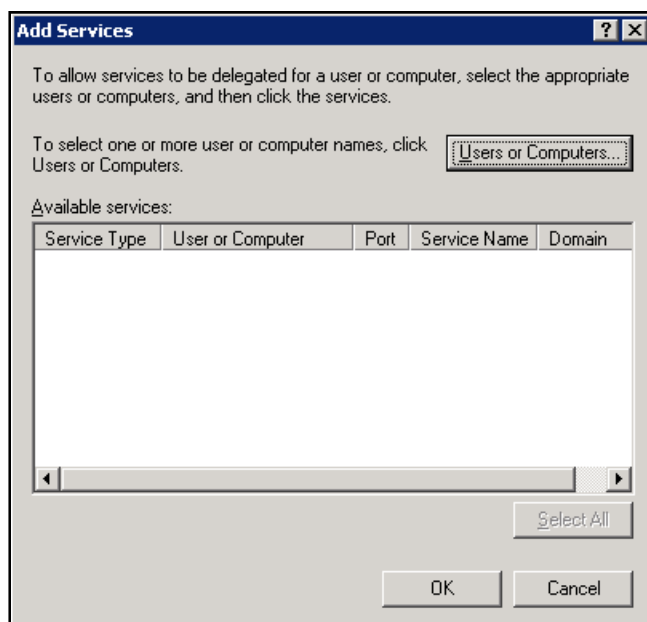 Add Services
To allow services to be delegated for a user or computer, select the appropriate
users or computers, and then click the services.
To select one or more user or computer names, click
Users or Computers.
Users or Computers...
Available services:
Service Type User or Computer Port Service Name Domain
Select All
OK Cancel